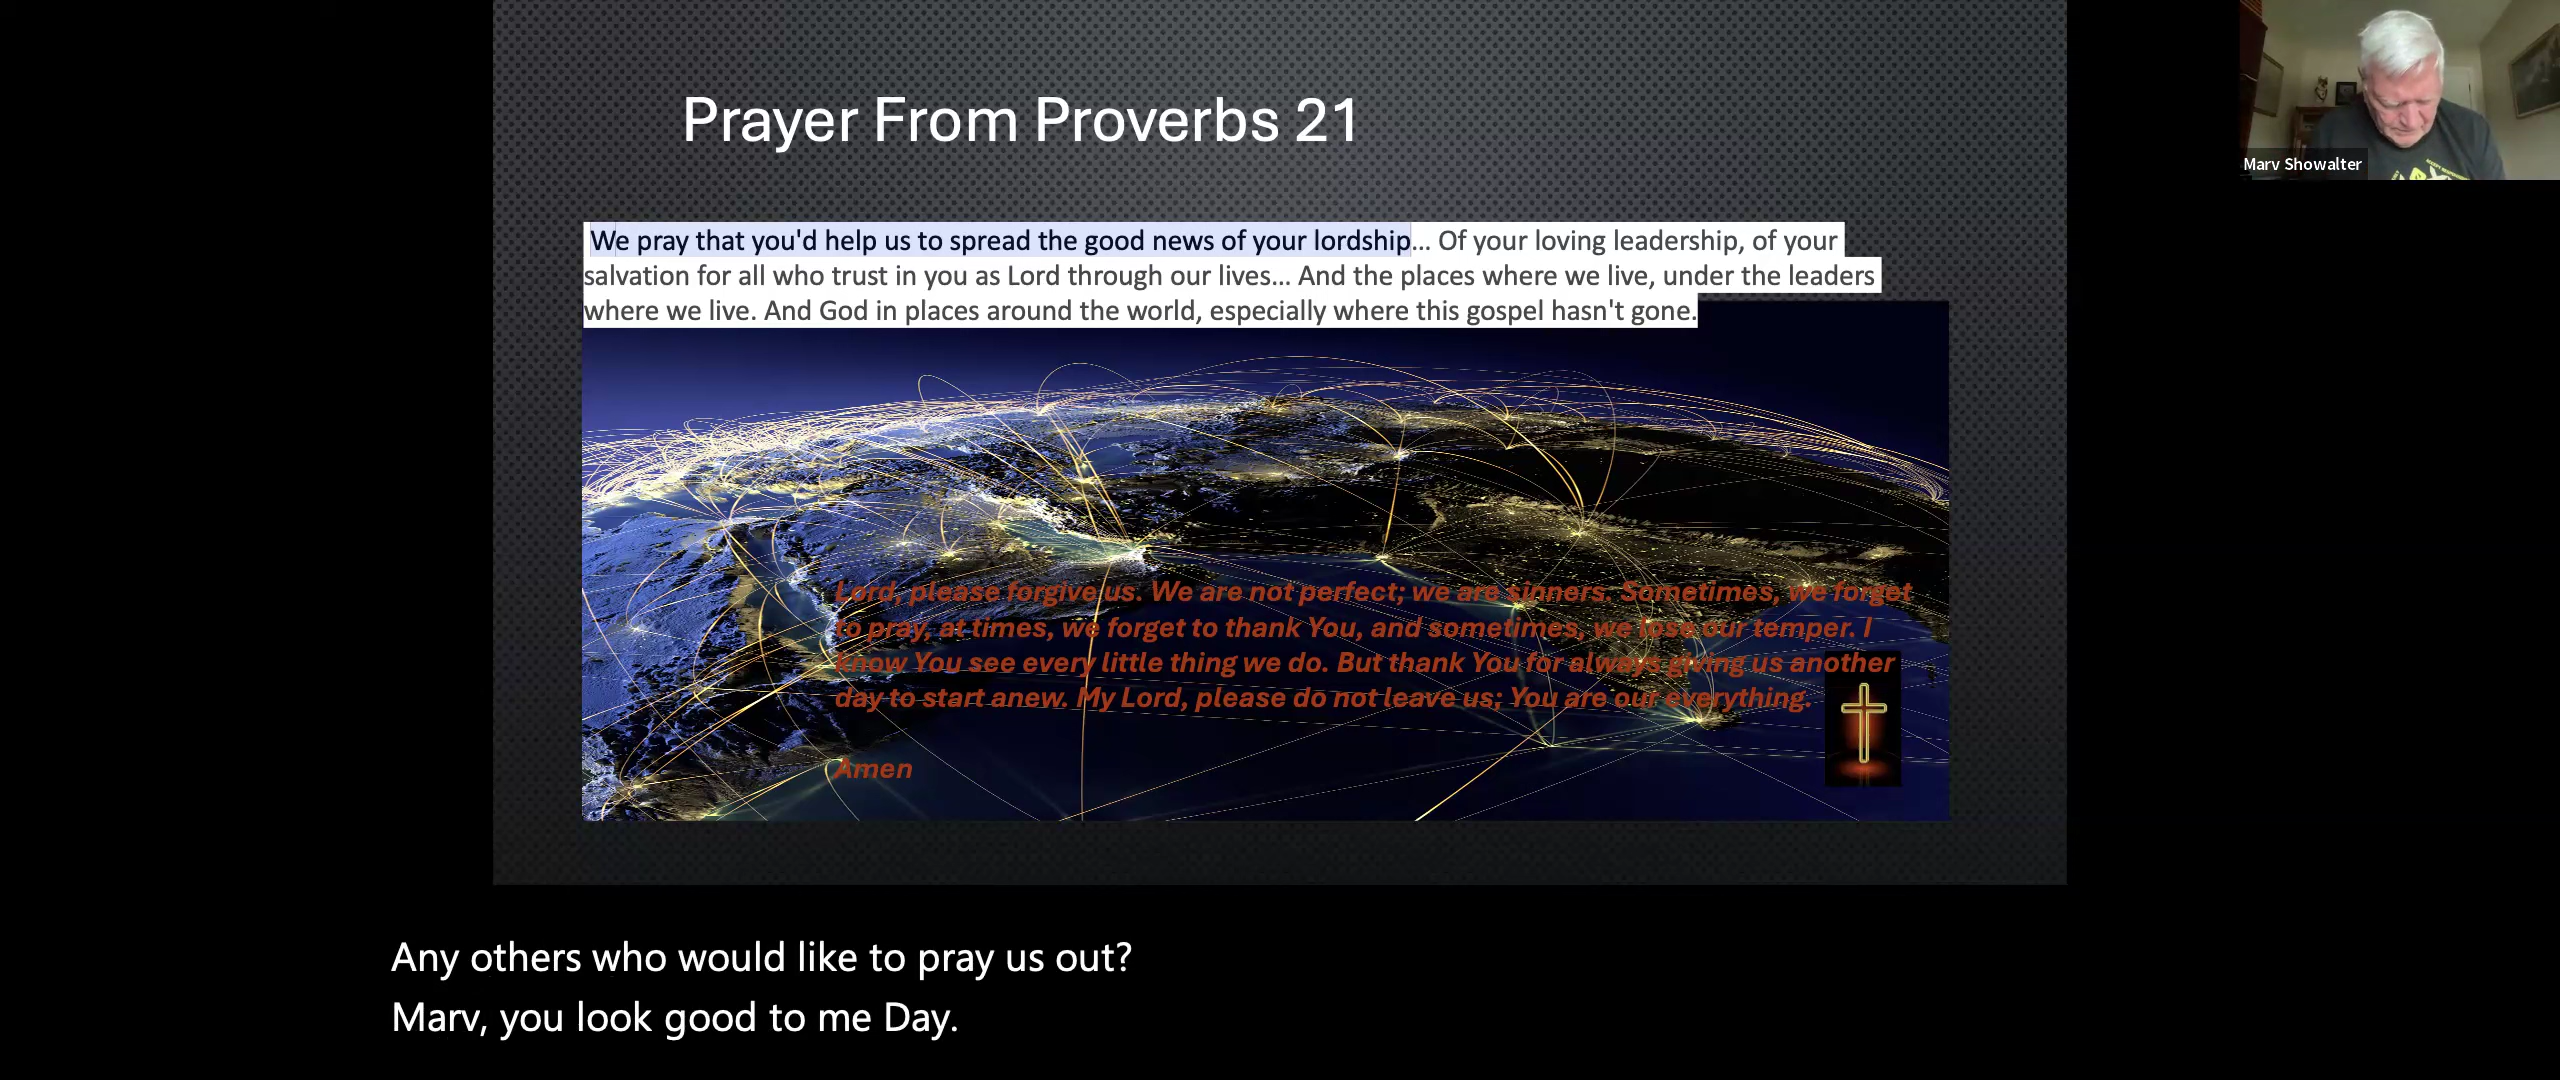 Prayer From Proverbs 21
Marv Showalter
We pray that you'd help us to spread the good news of your lordship... Of your loving leadership, of your
salvation for all who trust in you as Lord through our lives... And the places where we live, under the leaders
where we live. And God in places around the world, especially where this gospel hasn't gone.
Lord, please forgive us. We are not perfect; we are sinners. Sometimes, we forget
to pray, at times, we forget to thank You, and sometimes, we lose our temper. I
know You see every little thing we do. But thank You for always giving us another
day to start anew. My Lord, please do not leave us; You are our everything.
Amen
Any others who would like to pray us out?
Marv, you look good to me Day.